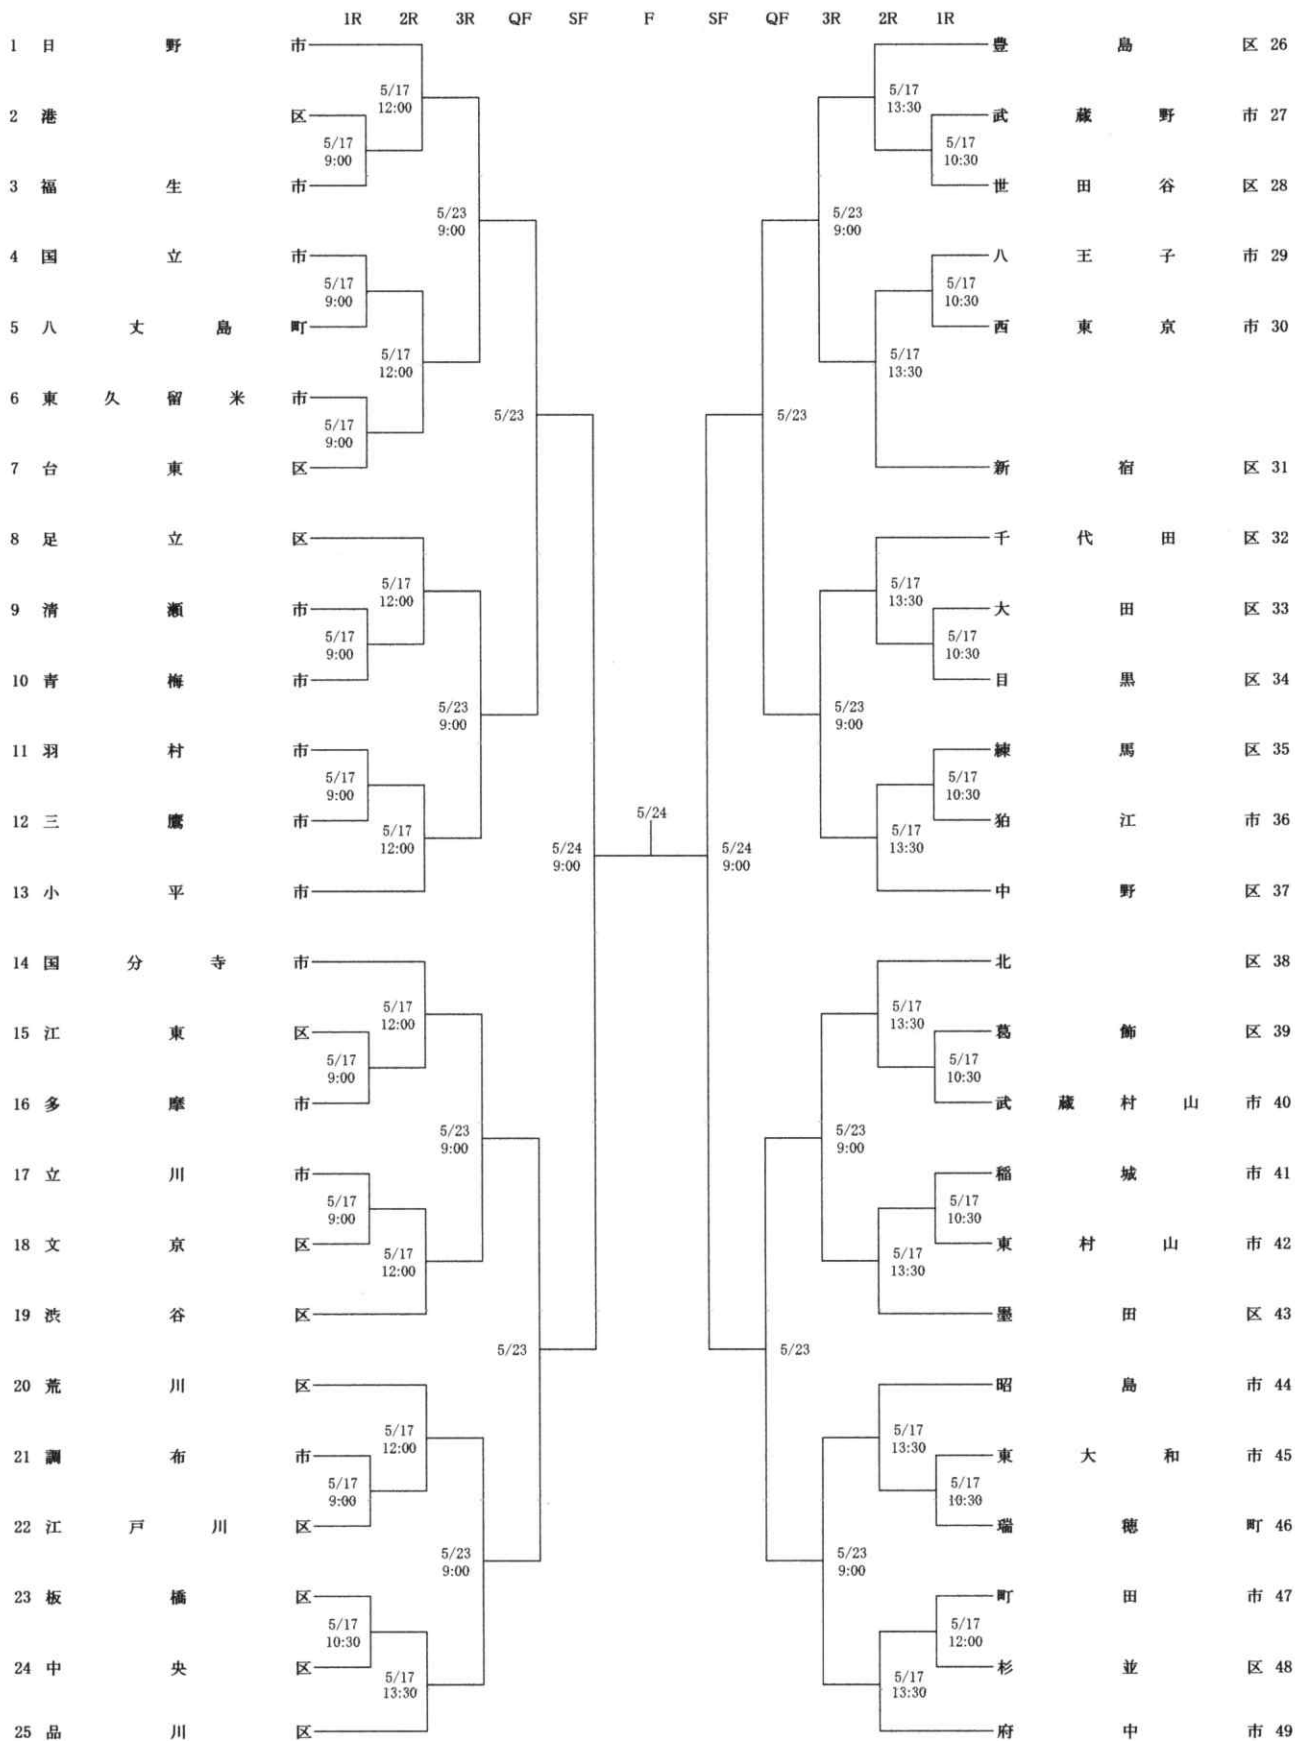 1R 2R 3R QF SF F SF QF 3R 2R 1R
1 日野市 豊島区 26
5/17 12:00 5/17 13:30
2 港区 武蔵野市 27
5/17 9:00 5/17 10:30
3 福生市 世田谷区 28
5/23 9:00 5/23 9:00
4 国立市 八王子市 29
5/17 9:00 5/17 10:30
5 八丈島町 西東京市 30
5/17 12:00 5/17 13:30
6 東久留米市
5/23 5/23
5/17 9:00
7 台東区 新宿区 31
8 足立区 千代田区 32
5/17 12:00 5/17 13:30
9 清瀬市 大田区 33
5/17 9:00 5/17 10:30
10 青梅市 目黒区 34
5/23 9:00 5/23 9:00
11 羽村市 練馬区 35
5/17 9:00 5/17 10:30
12 三鷹市 狛江市 36
5/24
5/17 12:00 5/17 13:30
5/24 9:00 5/24 9:00
13 小平市 中野区 37
14 国分寺市 北区 38
5/17 12:00 5/17 13:30
15 江東区 葛飾区 39
5/17 9:00 5/17 10:30
16 多摩市 武蔵村山市 40
5/23 9:00 5/23 9:00
17 立川市 稲城市 41
5/17 9:00 5/17 10:30
18 文京区 東村山市 42
5/17 12:00 5/17 13:30
19 渋谷区 墨田区 43
5/23 5/23
20 荒川区 昭島市 44
5/17 12:00 5/17 13:30
21 調布市 東大和市 45
5/17 9:00 5/17 10:30
22 江戸川区 瑞穂町 46
5/23 9:00 5/23 9:00
23 板橋区 町田市 47
5/17 10:30 5/17 12:00
24 中央区 杉並区 48
5/17 13:30 5/17 13:30
25 品川区 府中市 49